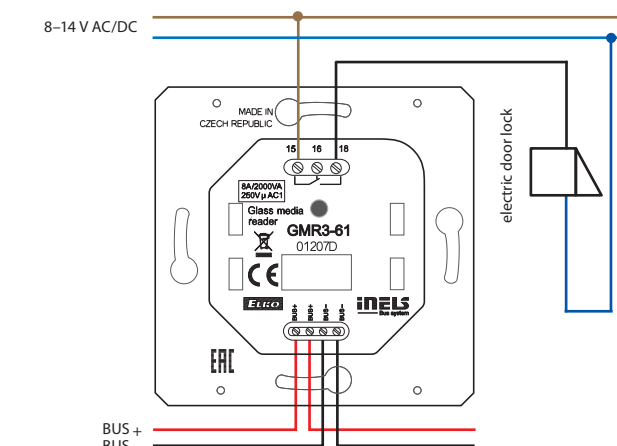 8–14 V AC/DC
MADE IN
CZECH REPUBLIC
15 16 18
8A/2000VA
250V µ AC1
Glass media
reader
GMR3-61
01207D
CE
ELKO
iNELS
Bus system
BUS+ BUS+ BUS– BUS–
EAC
electric door lock
BUS +
BUS